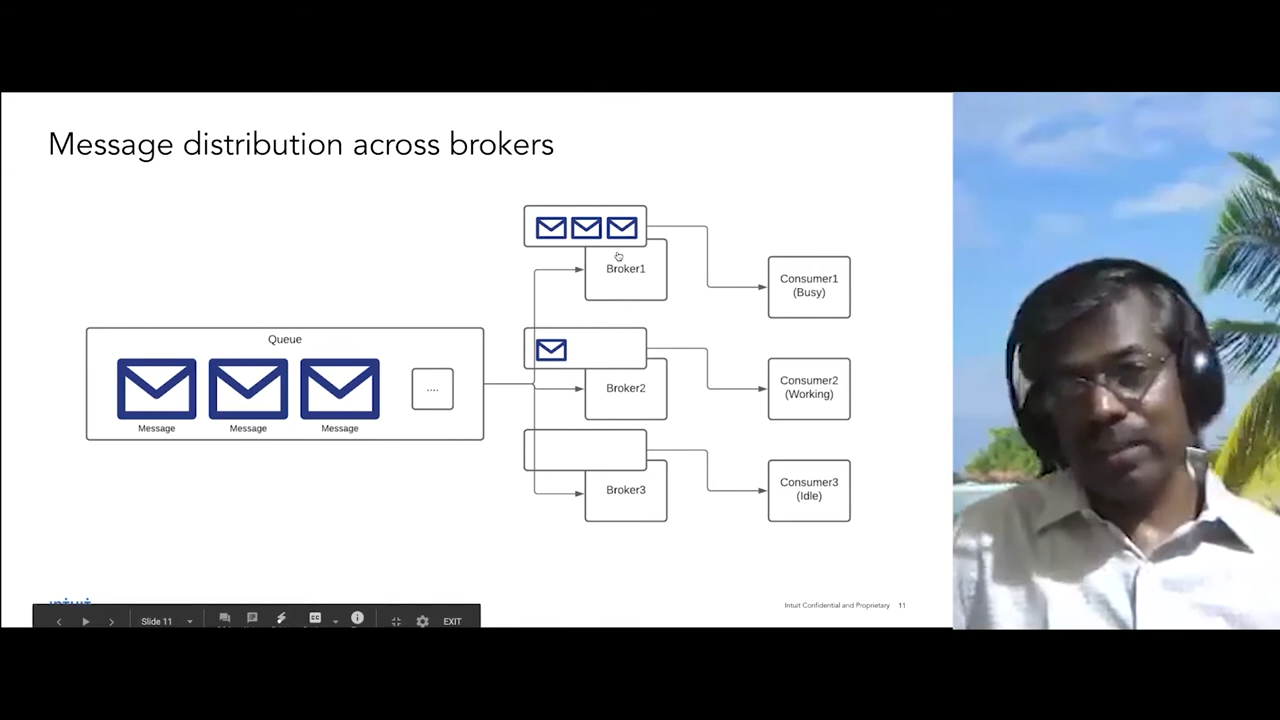 Message distribution across brokers
Queue
Message
Message
Message
....
Broker1
Broker2
Broker3
Consumer1
(Busy)
Consumer2
(Working)
Consumer3
(Idle)
Intuit Confidential and Proprietary 11
Slide 11
CC
EXIT